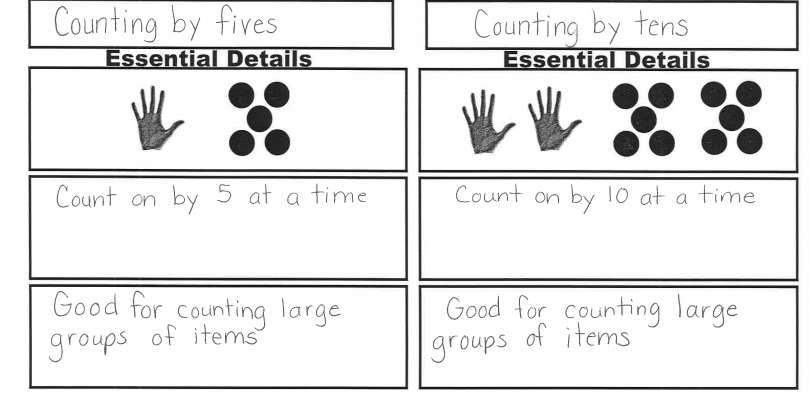 Counting by fives
Essential Details
Count on by 5 at a time
Good for counting large
groups of items
Counting by tens
Essential Details
Count on by 10 at a time
Good for counting large
groups of items